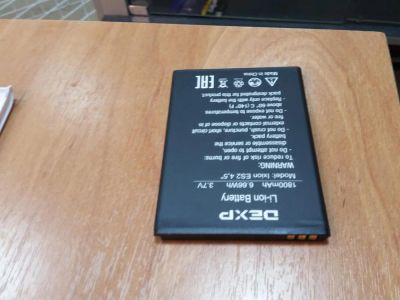 DEXP
Li-ion Battery
1800mAh 6.66Wh 3.7V
Model: Ixion ES2 4,5"
WARNING:
To reduce risk of fire or burns:
- Do not attempt to open,
disassemble or service the
battery pack.
- Do not crush, puncture, short circuit
external contacts or dispose of in
fire or water.
- Do not expose to temperatures
above 60° C (140° F)
- Replace only with the battery
pack designated for this product.
Made in China
EAC